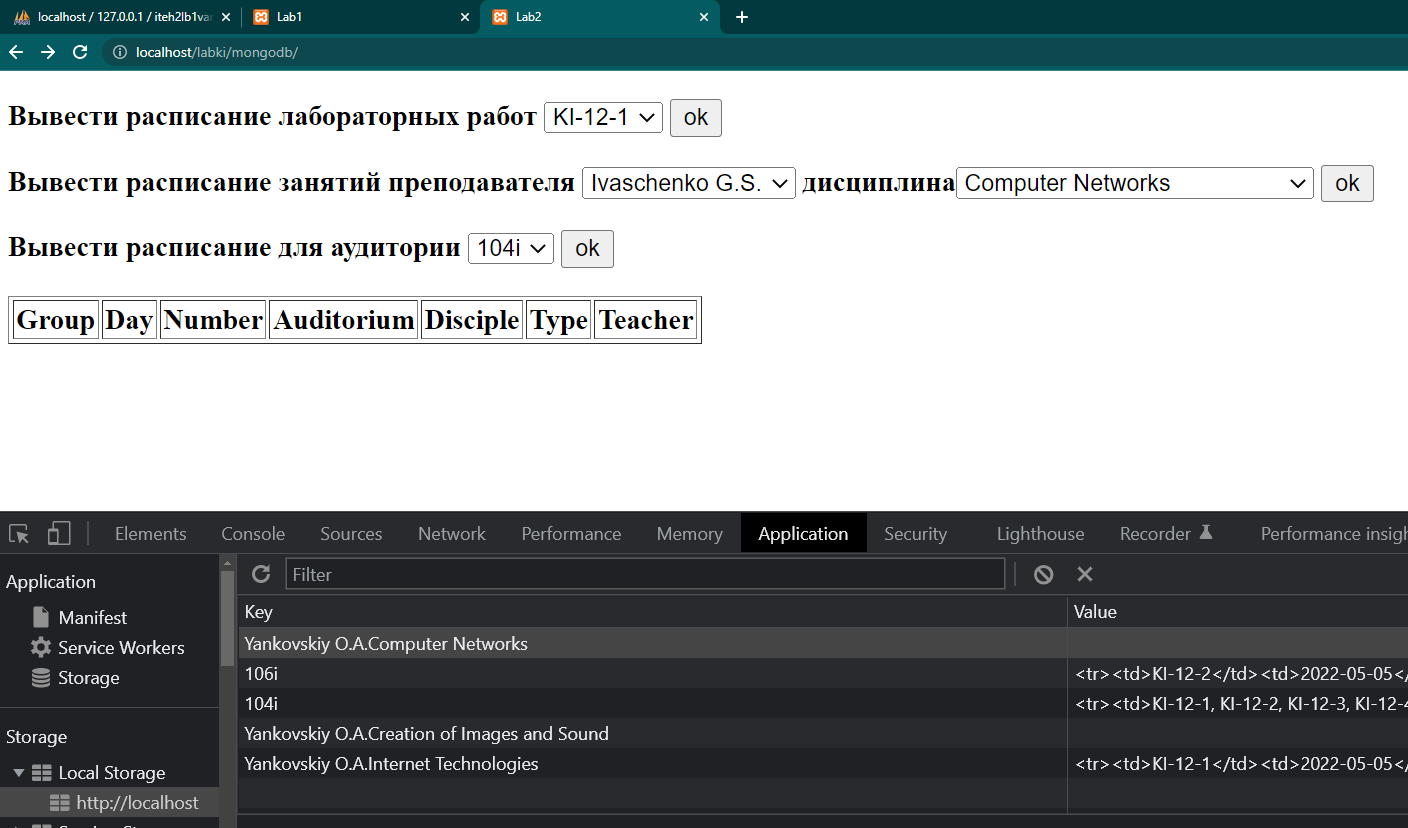 localhost / 127.0.0.1 / iteh2lb1var
Lab1
Lab2
localhost/labki/mongodb/
Вывести расписание лабораторных работ KI-12-1 ok
Вывести расписание занятий преподавателя Ivaschenko G.S. дисциплина Computer Networks ok
Вывести расписание для аудитории 104i ok
Group Day Number Auditorium Disciple Type Teacher
Elements Console Sources Network Performance Memory Application Security Lighthouse Recorder Performance insigh
Application
Manifest
Service Workers
Storage
Storage
Local Storage
http://localhost
Filter
Key Value
Yankovskiy O.A.Computer Networks
106i <tr><td>KI-12-2</td><td>2022-05-05</
104i <tr><td>KI-12-1, KI-12-2, KI-12-3, KI-12-4
Yankovskiy O.A.Creation of Images and Sound
Yankovskiy O.A.Internet Technologies <tr><td>KI-12-1</td><td>2022-05-05</